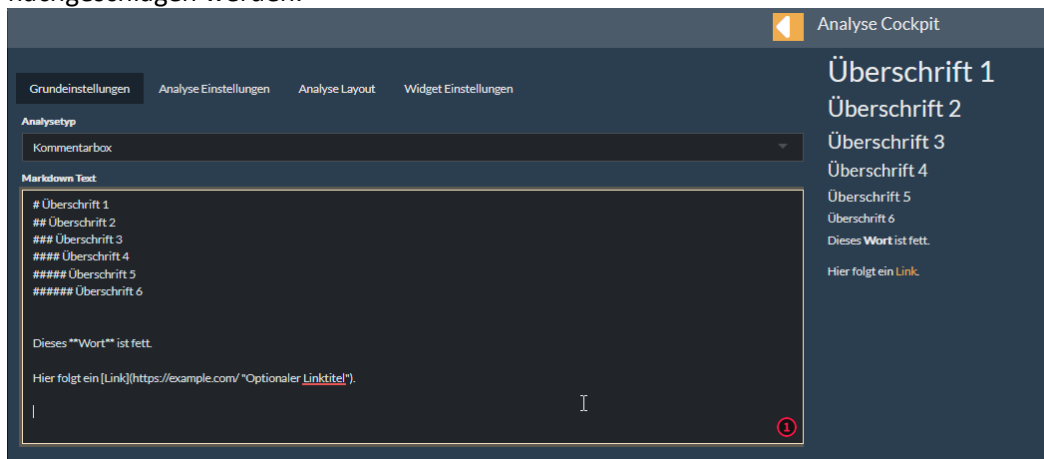 nachgeschlagen werden.
Analyse Cockpit
Grundeinstellungen Analyse Einstellungen Analyse Layout Widget Einstellungen
Analysetyp
Kommentarbox
Markdown Text
# Überschrift 1
## Überschrift 2
### Überschrift 3
#### Überschrift 4
##### Überschrift 5
###### Überschrift 6
Dieses **Wort** ist fett.
Hier folgt ein [Link](https://example.com/ "Optionaler Linktitel").
1
Überschrift 1
Überschrift 2
Überschrift 3
Überschrift 4
Überschrift 5
Überschrift 6
Dieses Wort ist fett.
Hier folgt ein Link.